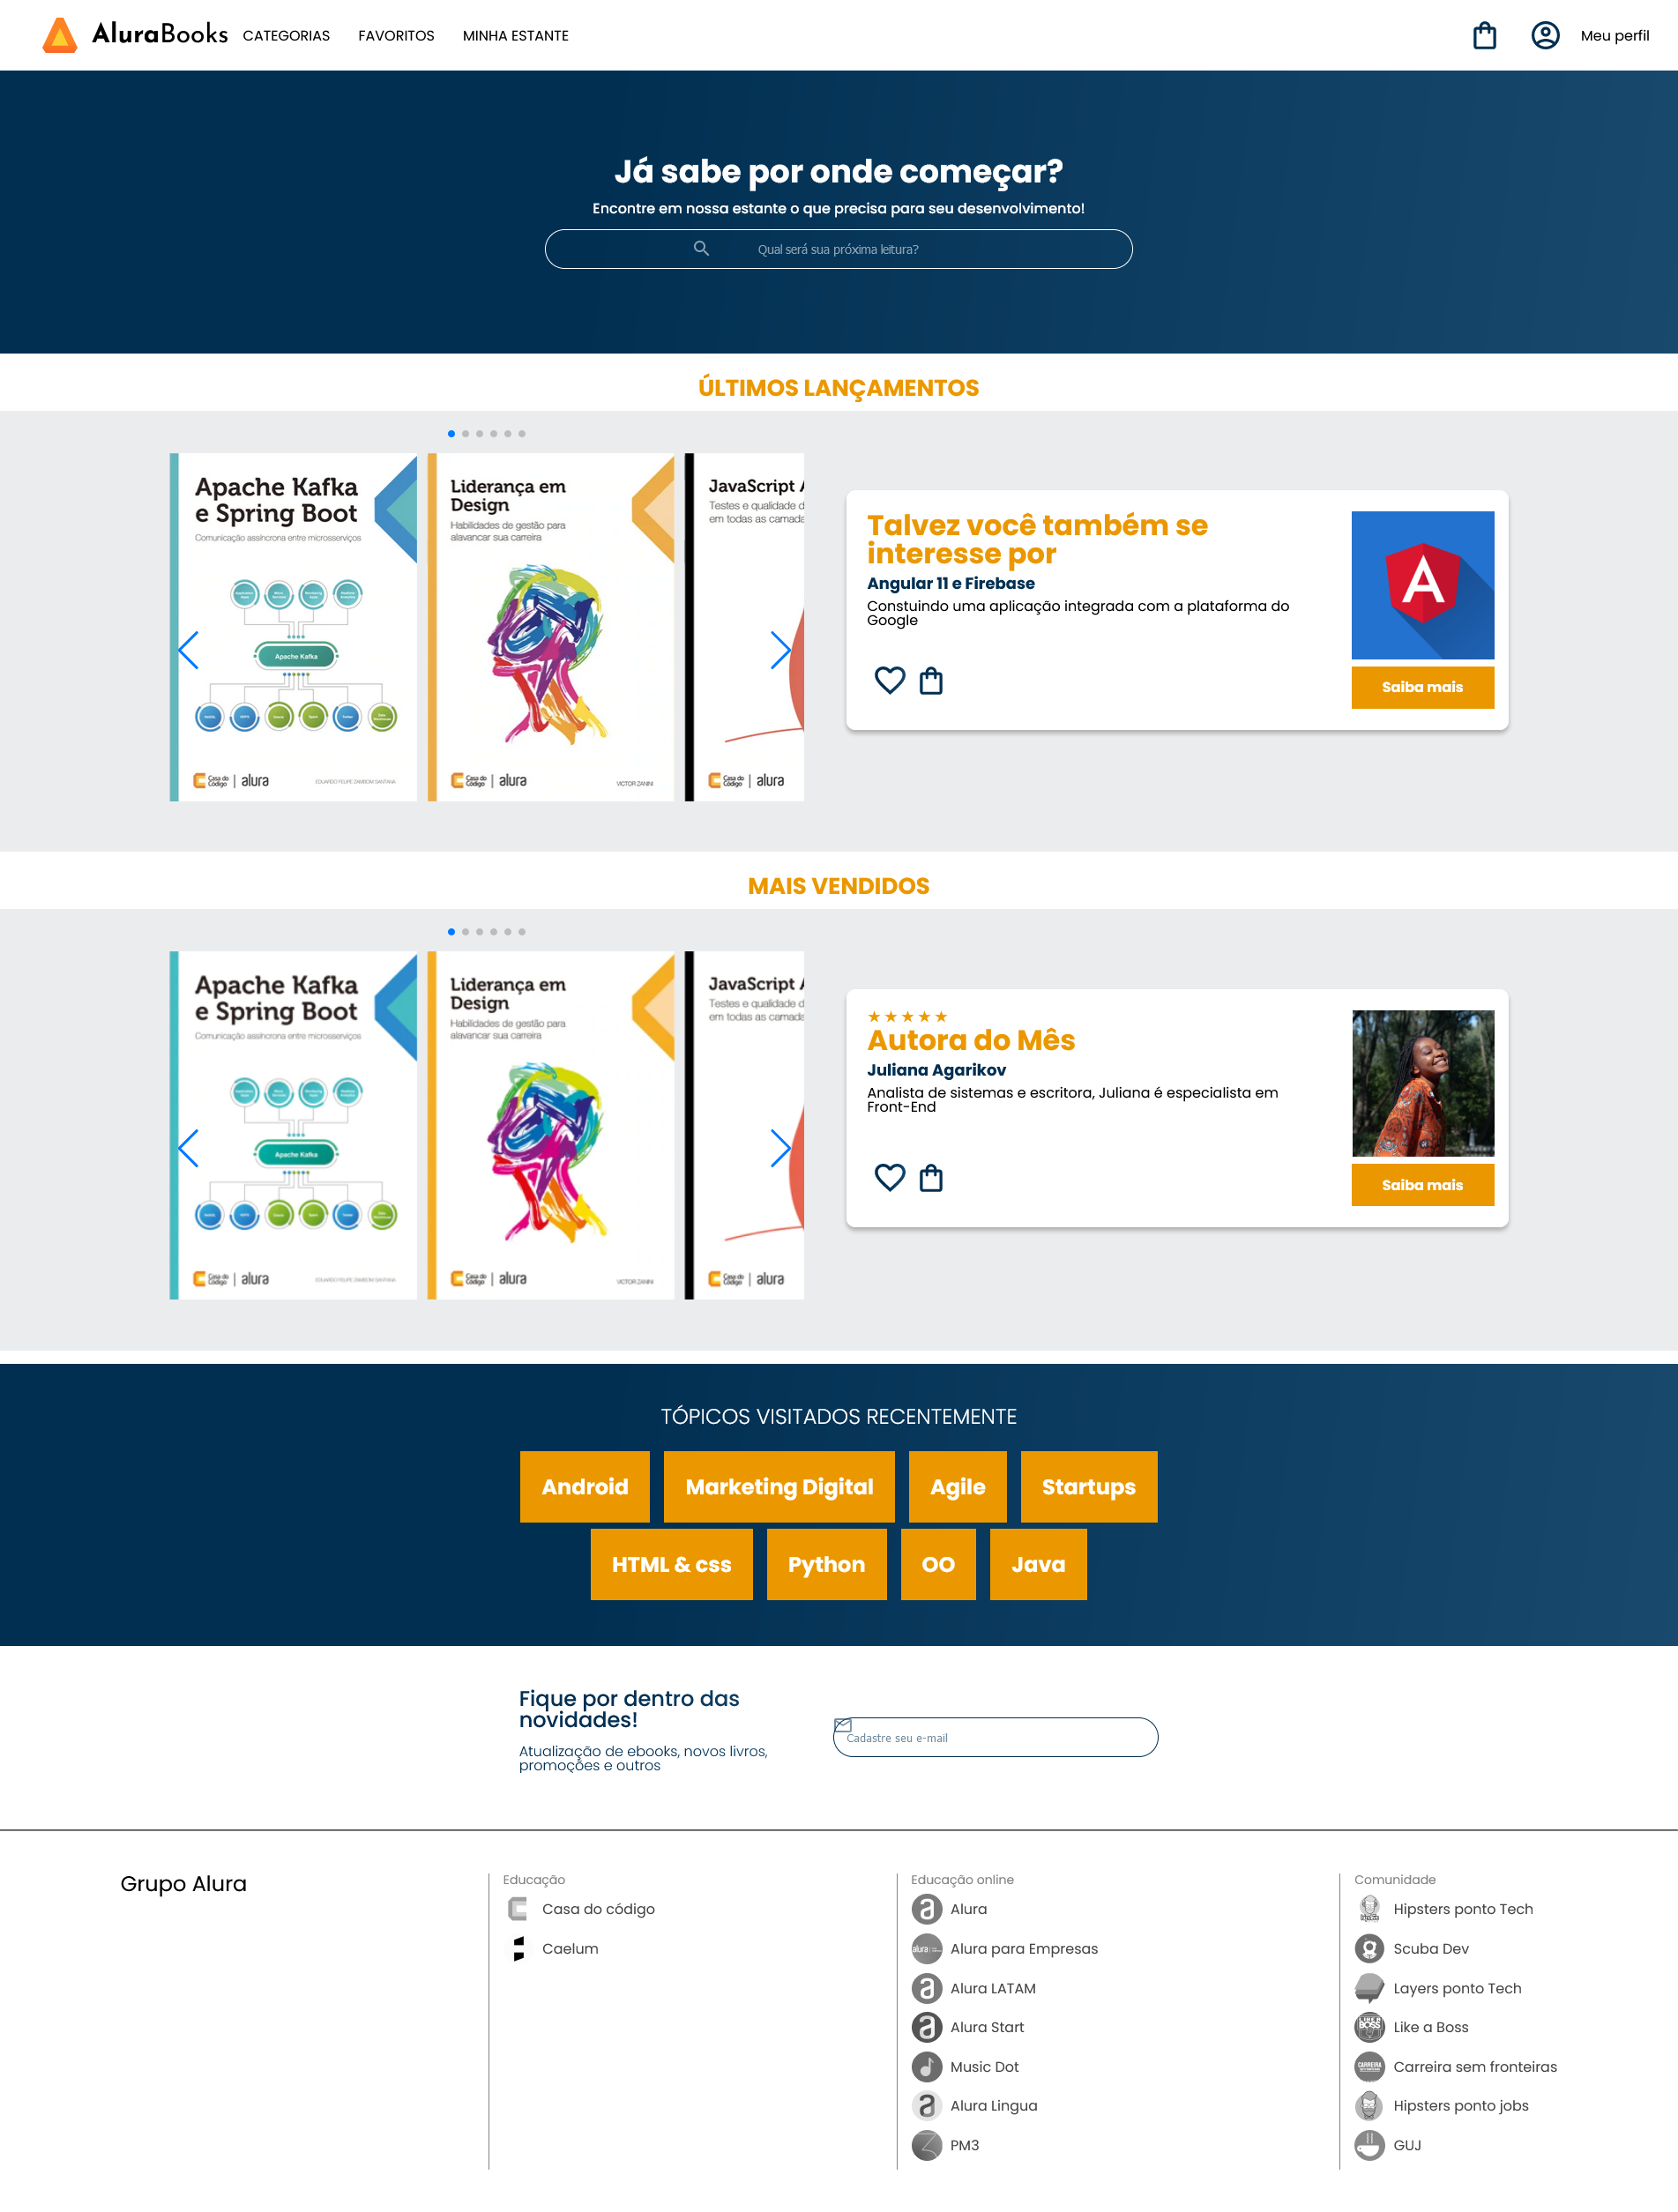 AluraBooks CATEGORIAS FAVORITOS MINHA ESTANTE Meu perfil
Já sabe por onde começar?
Encontre em nossa estante o que precisa para seu desenvolvimento!
Qual será sua próxima leitura?
ÚLTIMOS LANÇAMENTOS
Apache Kafka
e Spring Boot
Comunicação assíncrona entre microsserviços
Apache Kafka
Casa do
Código
alura
EDUARDO FELIPE ZAMBOM SANTANA
Liderança em
Design
Habilidades de gestão para
alavancar sua carreira
Casa do
Código
alura
VICTOR ZANINI
JavaScript A
Testes e qualidade d
em todas as camada
Casa do
Código
alura
Talvez você também se
interesse por
Angular 11 e Firebase
Constuindo uma aplicação integrada com a plataforma do
Google
A
Saiba mais
MAIS VENDIDOS
Apache Kafka
e Spring Boot
Comunicação assíncrona entre microsserviços
Apache Kafka
Casa do
Código
alura
EDUARDO FELIPE ZAMBOM SANTANA
Liderança em
Design
Habilidades de gestão para
alavancar sua carreira
Casa do
Código
alura
VICTOR ZANINI
JavaScript A
Testes e qualidade d
em todas as camada
Casa do
Código
alura
Autora do Mês
Juliana Agarikov
Analista de sistemas e escritora, Juliana é especialista em
Front-End
Saiba mais
TÓPICOS VISITADOS RECENTEMENTE
Android Marketing Digital Agile Startups
HTML & css Python OO Java
Fique por dentro das
novidades!
Atualização de ebooks, novos livros,
promoções e outros
Cadastre seu e-mail
Grupo Alura
Educação
Casa do código
Caelum
Educação online
Alura
Alura para Empresas
Alura LATAM
Alura Start
Music Dot
Alura Lingua
PM3
Comunidade
Hipsters ponto Tech
Scuba Dev
Layers ponto Tech
Like a Boss
Carreira sem fronteiras
Hipsters ponto jobs
GUJ